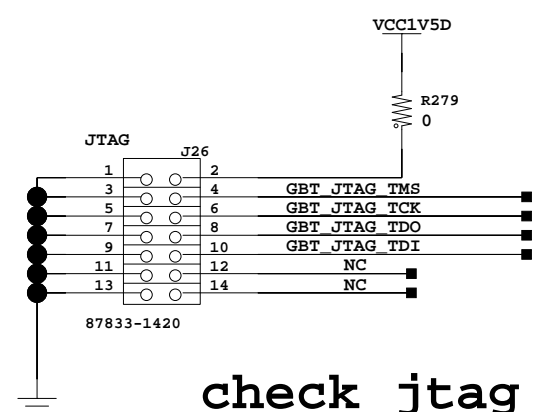 VCC1V5D
R279
0
JTAG
J26
1 2
3 4 GBT_JTAG_TMS
5 6 GBT_JTAG_TCK
7 8 GBT_JTAG_TDO
9 10 GBT_JTAG_TDI
11 12 NC
13 14 NC
87833-1420
check jtag